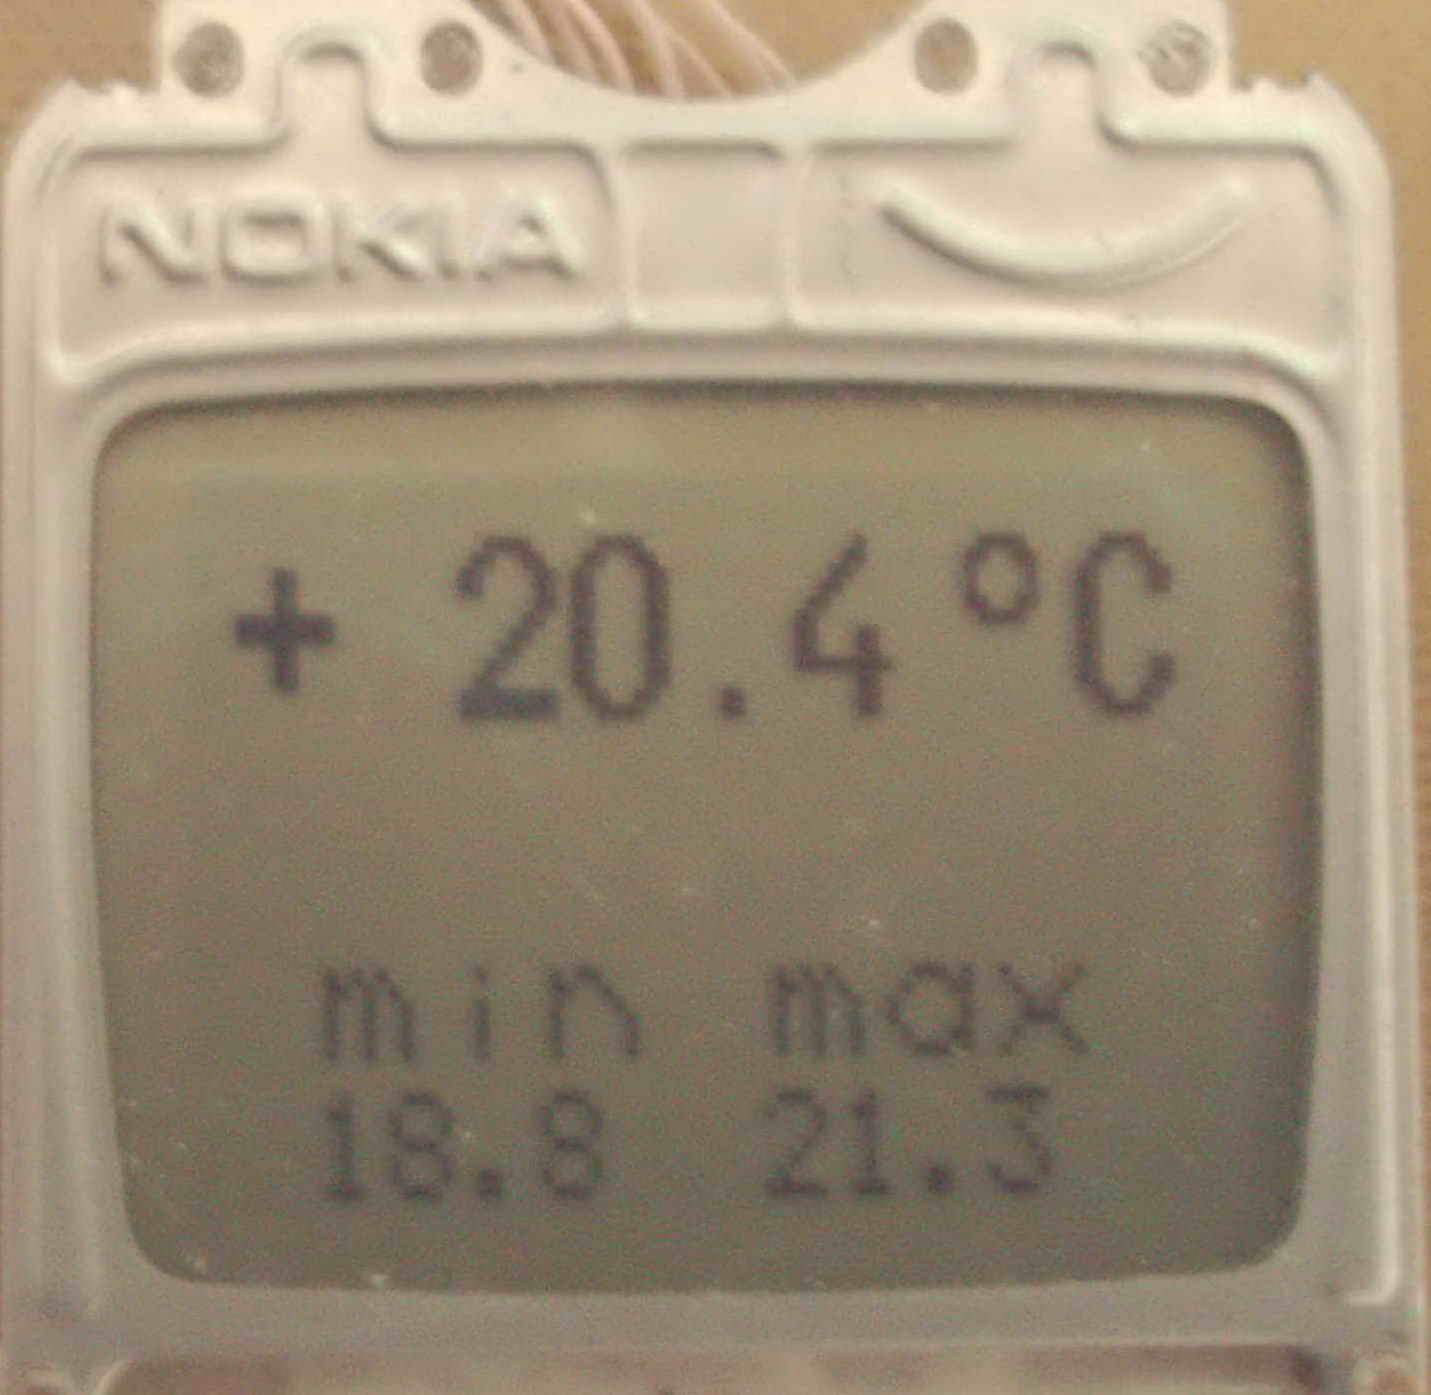 NOKIA
+ 20.4°C
min max
18.8 21.3